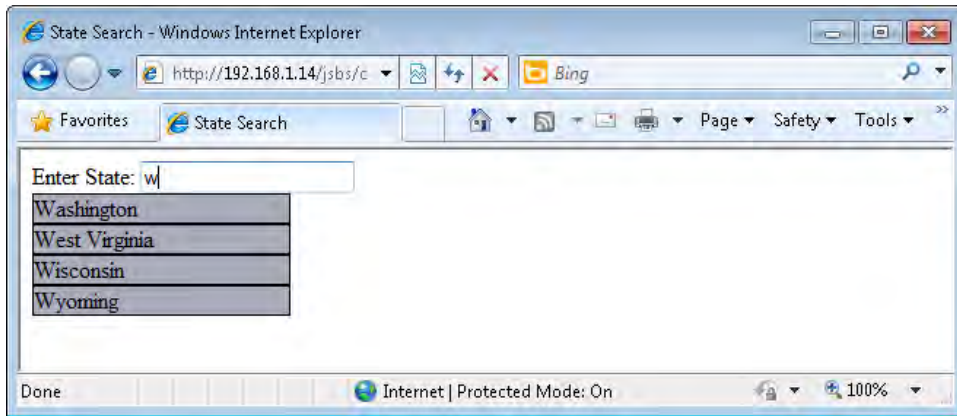 State Search - Windows Internet Explorer
http://192.168.1.14/jsbs/c
Bing
Favorites State Search Page Safety Tools
Enter State: w
Washington
West Virginia
Wisconsin
Wyoming
Done Internet | Protected Mode: On 100%